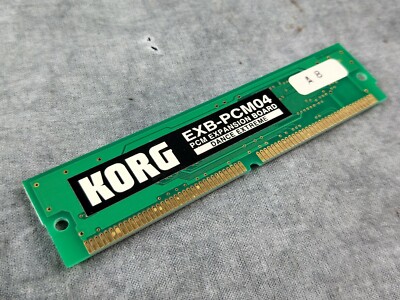 KORG
EXB-PCM04
PCM EXPANSION BOARD
DANCE EXTREME